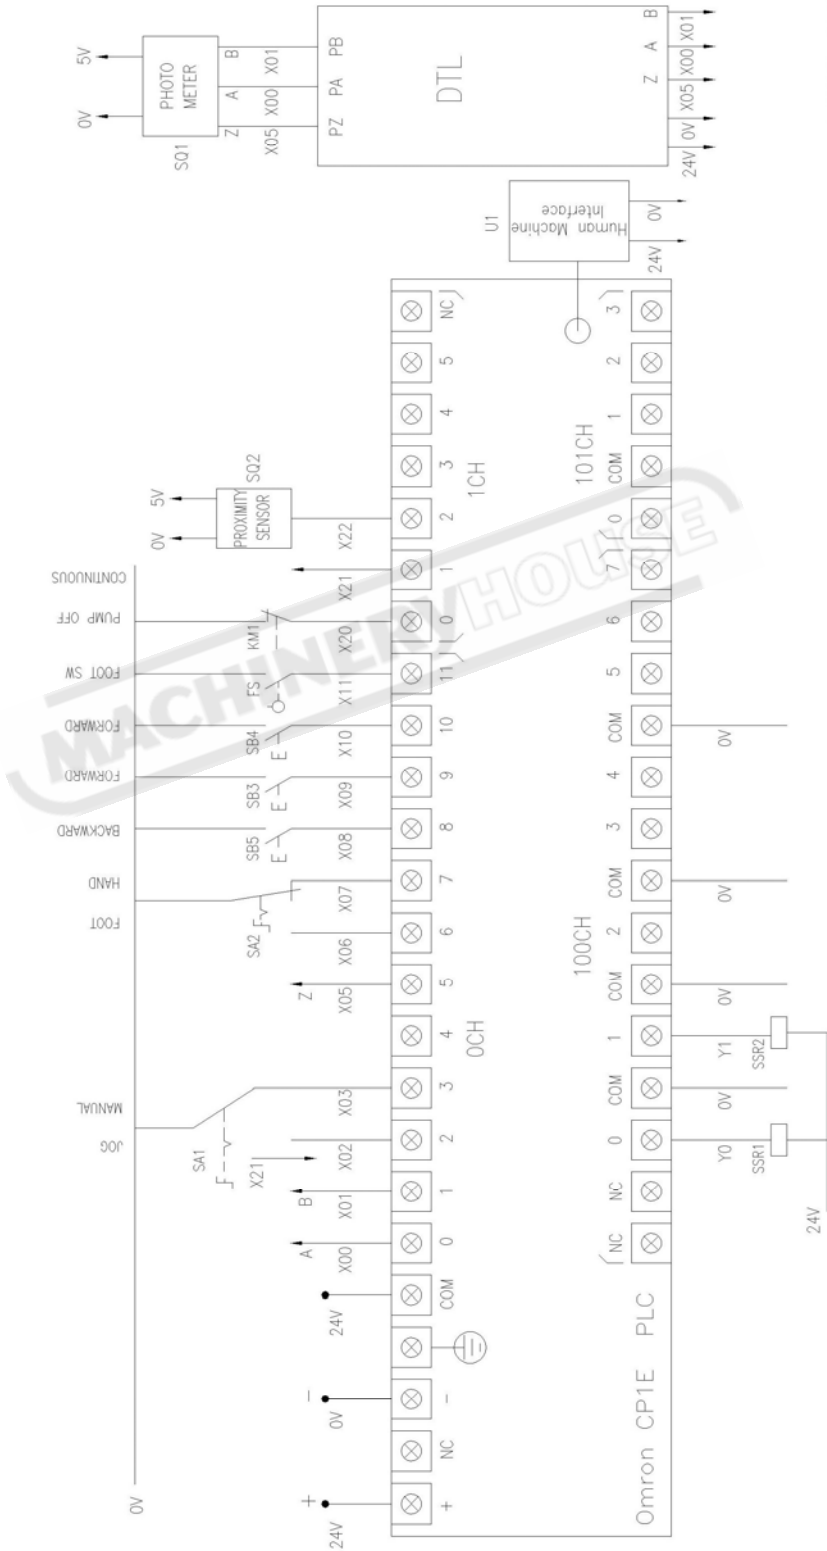 5V
0V
PHOTO
METER
SQ1
B
A
Z
X01
X00
X05
PB
PA
PZ
DTL
B
A
Z
X01
X00
X05
0V
24V
U1
Human Machine
Interface
0V
24V
5V
0V
PROXIMITY
SENSOR
SQ2
CONTINUOUS
PUMP OFF
FOOT SW
FORWARD
FORWARD
BACKWARD
HAND
FOOT
MANUAL
JOG
0V
KM1
FS
SB4
SB3
SB5
SA2
Z
SA1
X21
B
A
24V
-
0V
+
24V
X22
X21
X20
X11
X10
X09
X08
X07
X06
X05
X03
X02
X01
X00
NC
5
4
3
2
1
0
11
10
9
8
7
6
5
4
3
2
1
0
COM
-
NC
+
1CH
0CH
101CH
100CH
Omron CP1E PLC
3
2
1
COM
0
7
6
5
COM
4
3
COM
2
COM
1
COM
0
NC
NC
0V
0V
0V
Y1
SSR2
0V
Y0
SSR1
24V
MACHINERYHOUSE